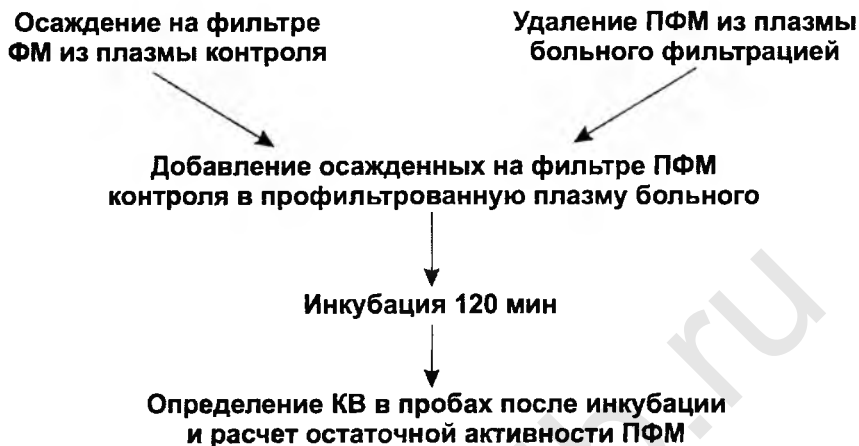 Осаждение на фильтре
ФМ из плазмы контроля
Удаление ПФМ из плазмы
больного фильтрацией
Добавление осажденных на фильтре ПФМ
контроля в профильтрованную плазму больного
Инкубация 120 мин
Определение КВ в пробах после инкубации
и расчет остаточной активности ПФМ